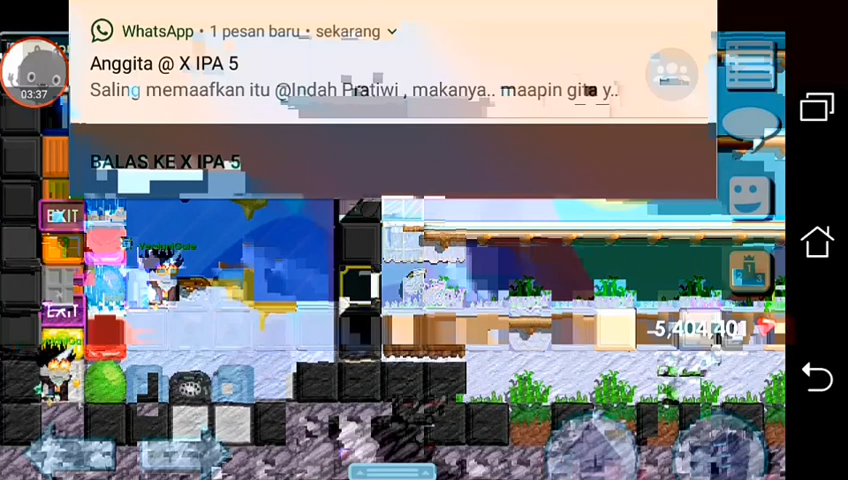 WhatsApp • 1 pesan baru • sekarang
Anggita @ X IPA 5
Saling memaafkan itu @Indah Pratiwi , makanya.. maapin gita y..
03:37
BALAS KE X IPA 5
EXIT
EXIT
5,404,401